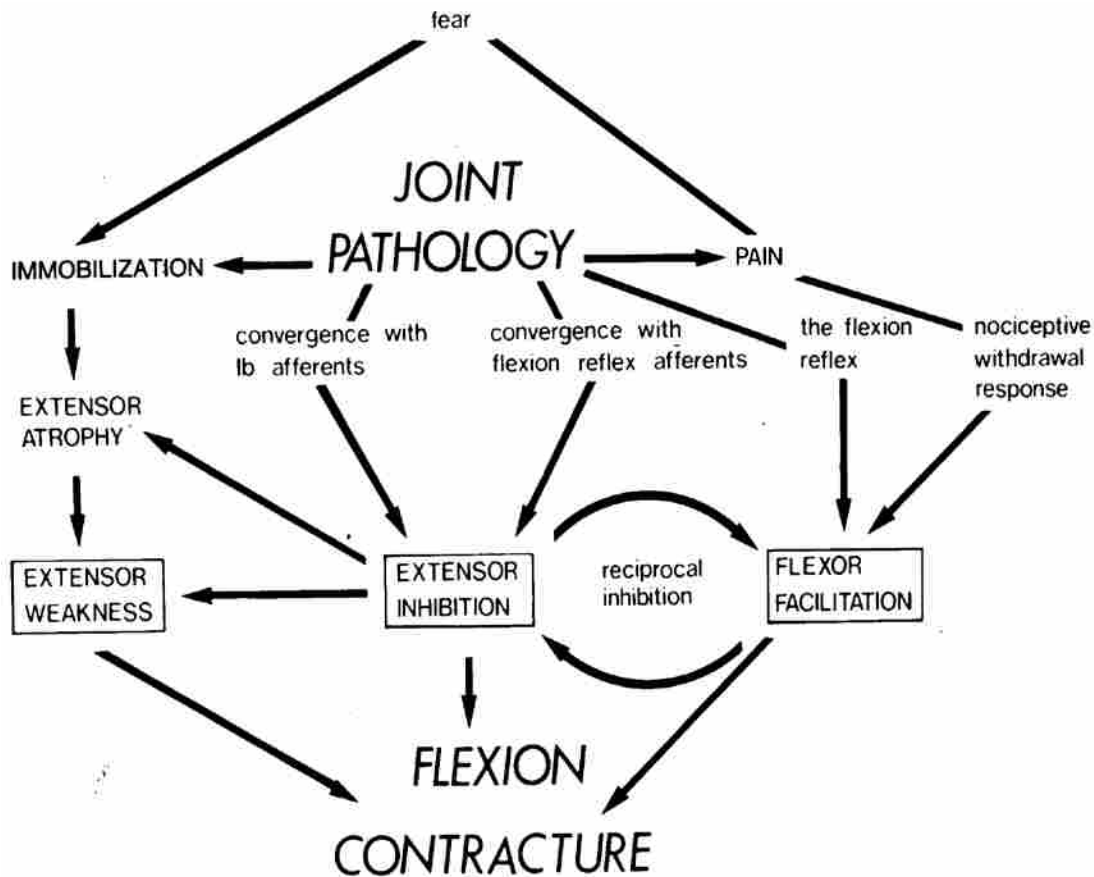 fear
JOINT
PATHOLOGY
IMMOBILIZATION
PAIN
convergence with
Ib afferents
convergence with
flexion reflex afferents
the flexion
reflex
nociceptive
withdrawal
response
EXTENSOR
ATROPHY
EXTENSOR
WEAKNESS
EXTENSOR
INHIBITION
reciprocal
inhibition
FLEXOR
FACILITATION
FLEXION
CONTRACTURE